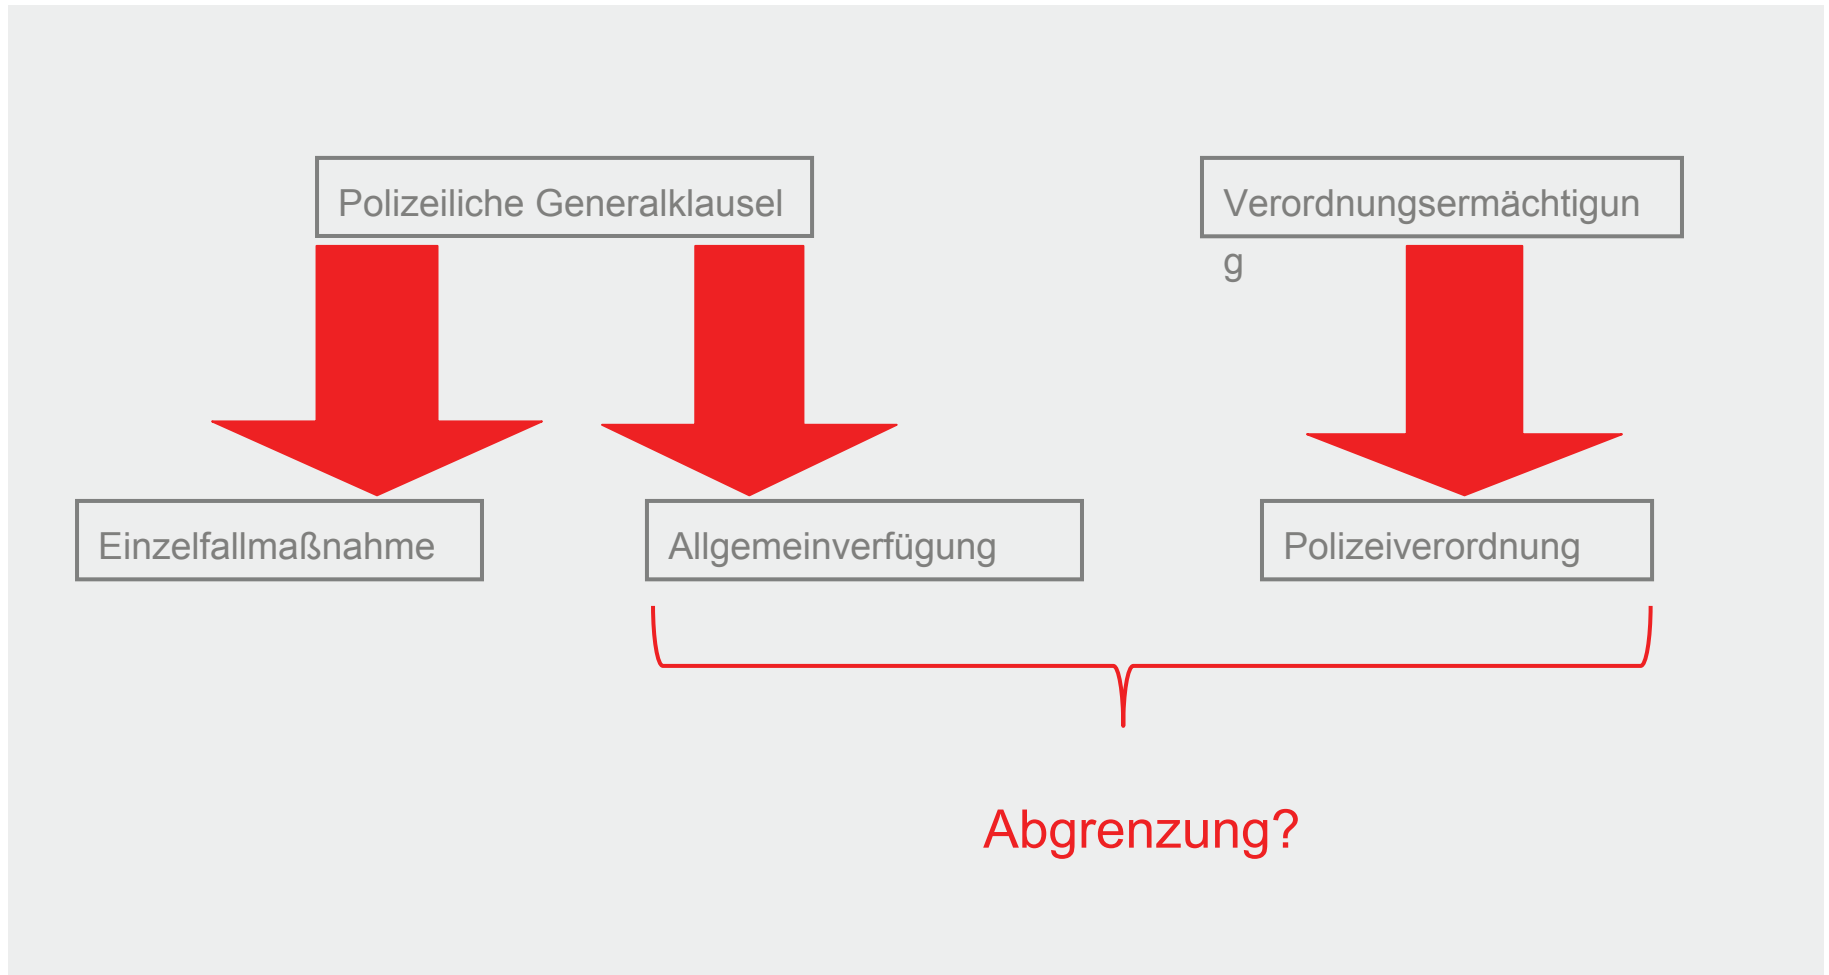 Polizeiliche Generalklausel
Verordnungsermächtigun
g
Einzelfallmaßnahme
Allgemeinverfügung
Polizeiverordnung
Abgrenzung?